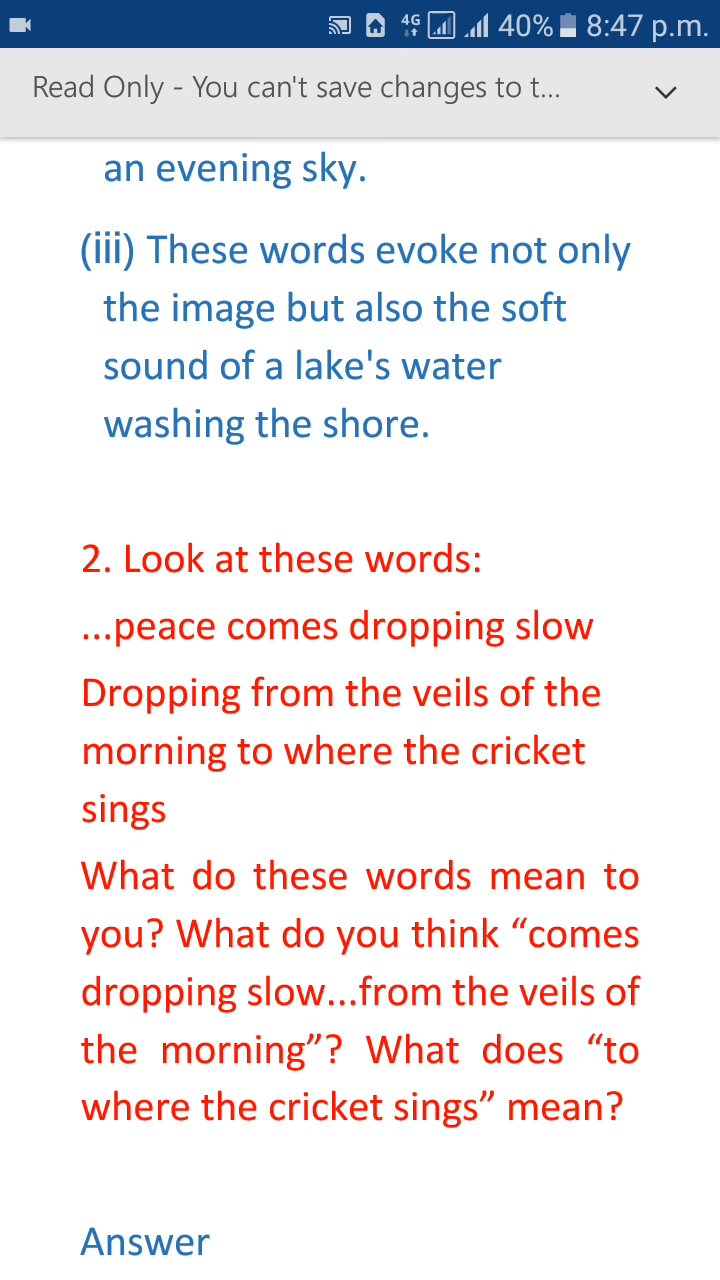 4G 40% 8:47 p.m.
Read Only - You can't save changes to t...
an evening sky.
(iii) These words evoke not only
the image but also the soft
sound of a lake's water
washing the shore.
2. Look at these words:
...peace comes dropping slow
Dropping from the veils of the
morning to where the cricket
sings
What do these words mean to
you? What do you think “comes
dropping slow...from the veils of
the morning”? What does “to
where the cricket sings” mean?
Answer